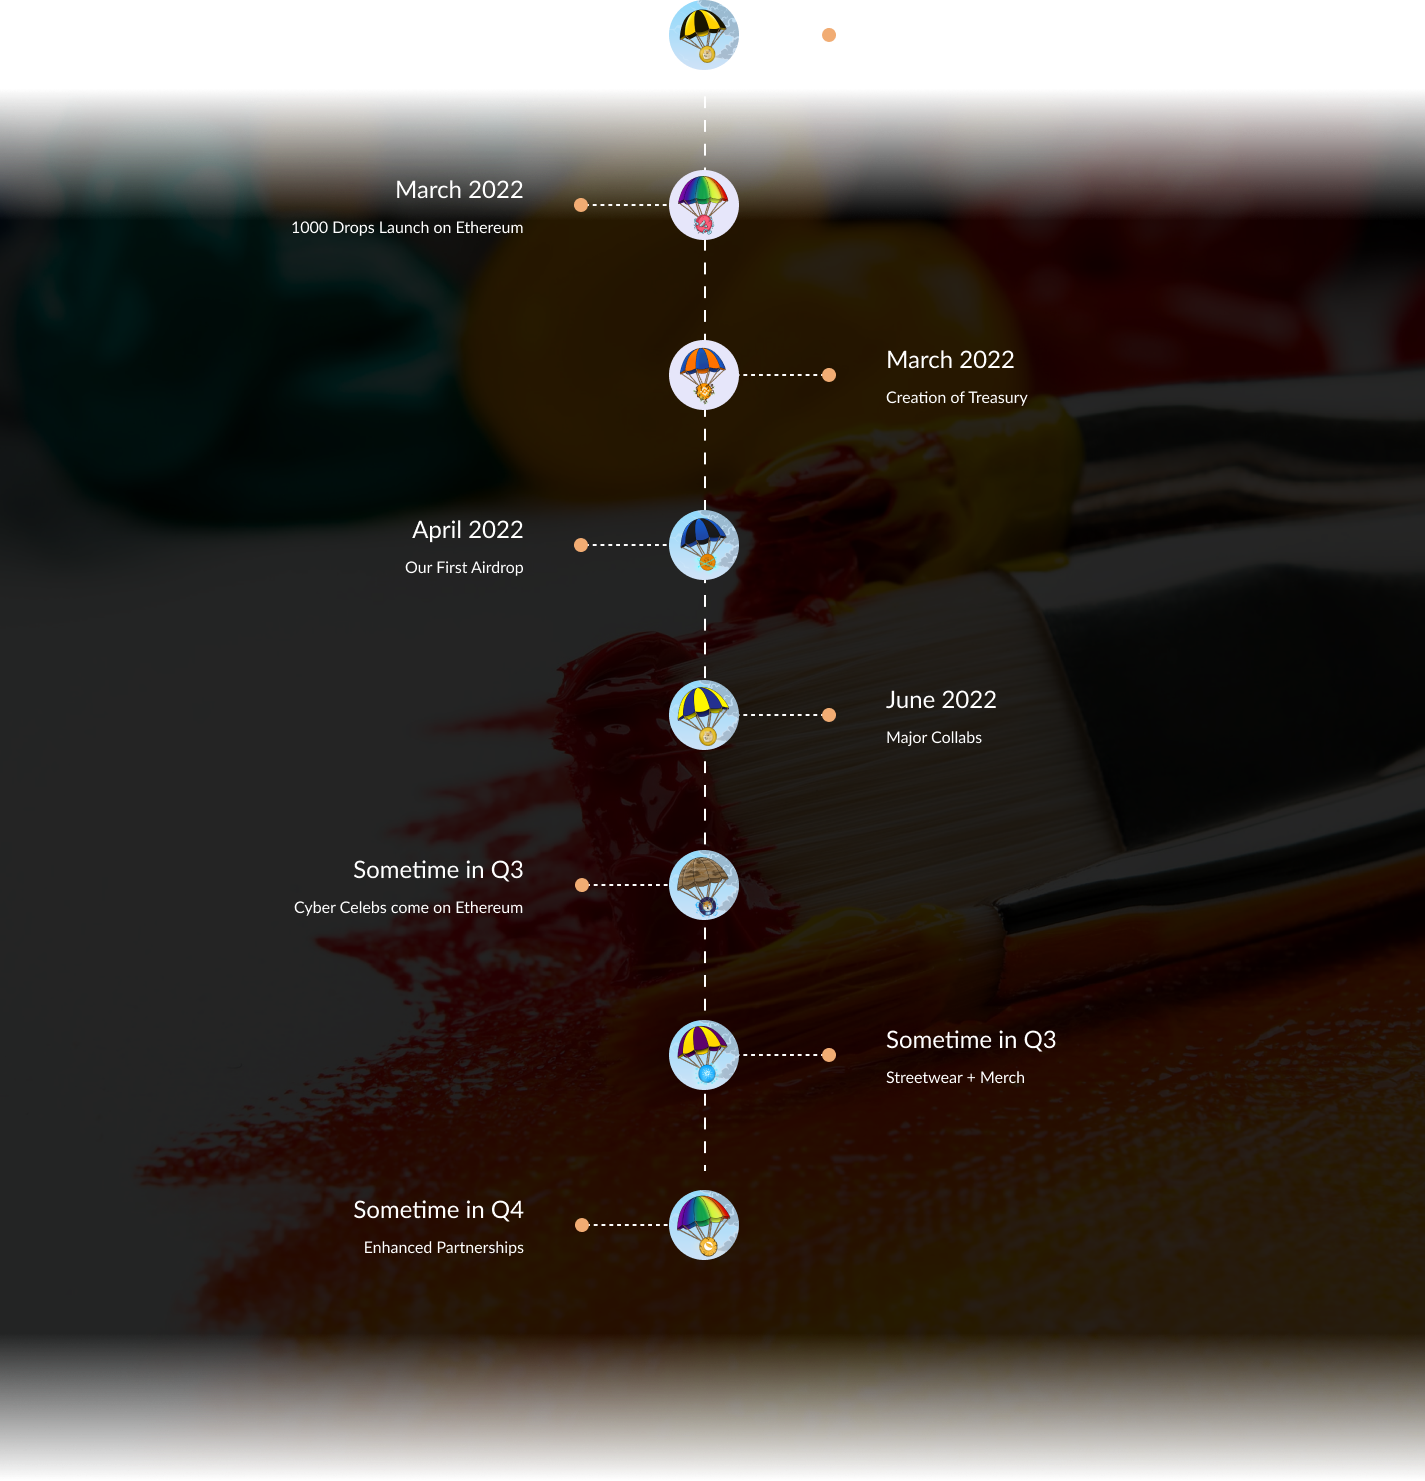 March 2022
1000 Drops Launch on Ethereum
March 2022
Creation of Treasury
April 2022
Our First Airdrop
June 2022
Major Collabs
Sometime in Q3
Cyber Celebs come on Ethereum
Sometime in Q3
Streetwear + Merch
Sometime in Q4
Enhanced Partnerships